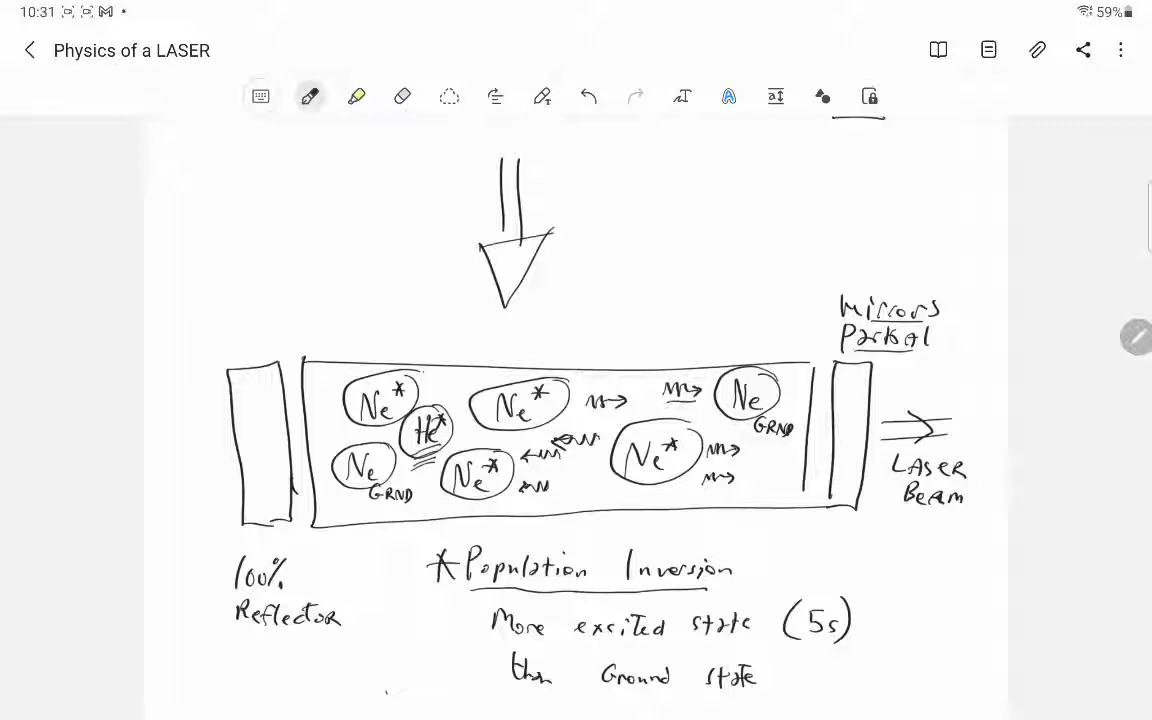 10:31
59%
Physics of a LASER
Mirrors
Partial
Ne*
He*
Ne*
Ne
GRND
Ne
GRND
Ne*
Ne*
LASER
Beam
100%
Reflector
*Population Inversion
More excited state (5s)
than Ground state